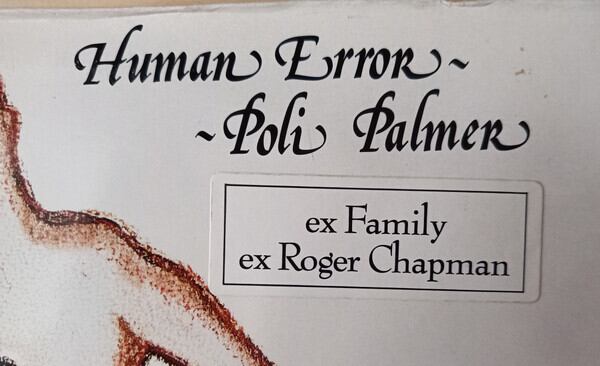 Human Error ~
~ Poli Palmer
ex Family
ex Roger Chapman